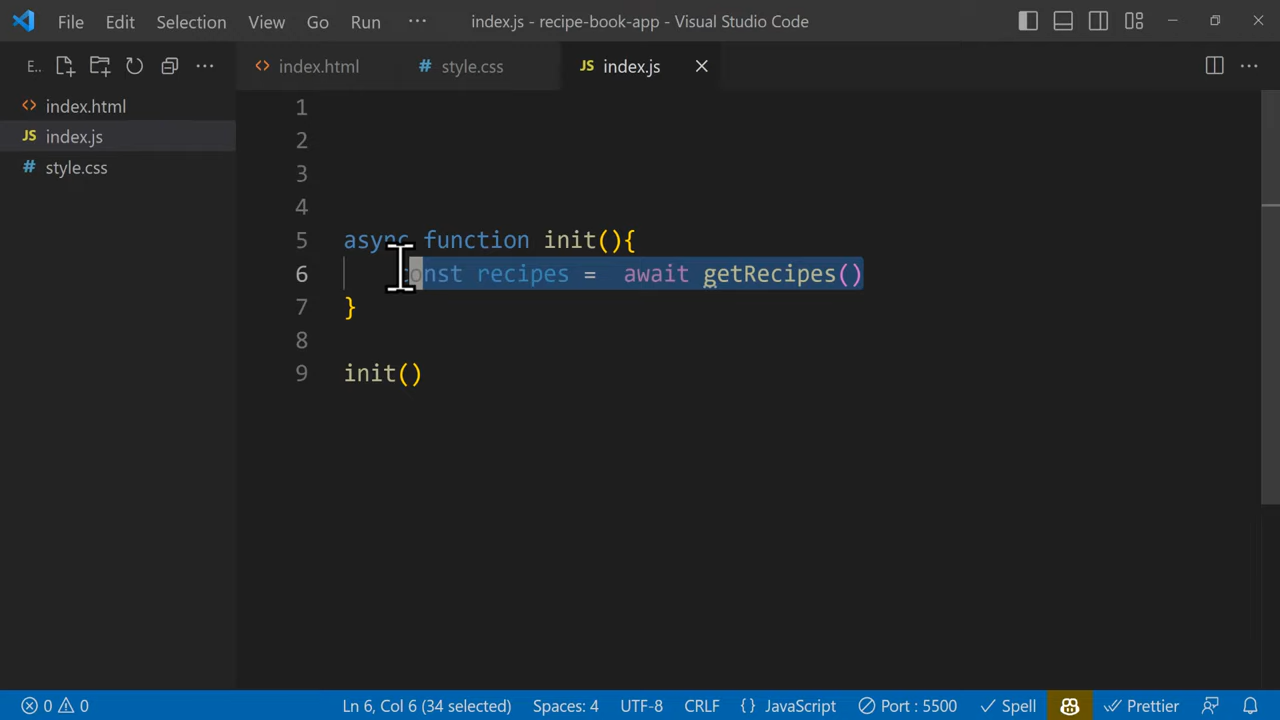 File Edit Selection View Go Run ··· index.js - recipe-book-app - Visual Studio Code
E.. ··· <> index.html # style.css JS index.js
<> index.html
JS index.js
# style.css
1
2
3
4
5 async function init(){
6 const recipes =  await getRecipes()
7 }
8
9 init()
0 0 Ln 6, Col 6 (34 selected) Spaces: 4 UTF-8 CRLF {} JavaScript Port : 5500 Spell Prettier